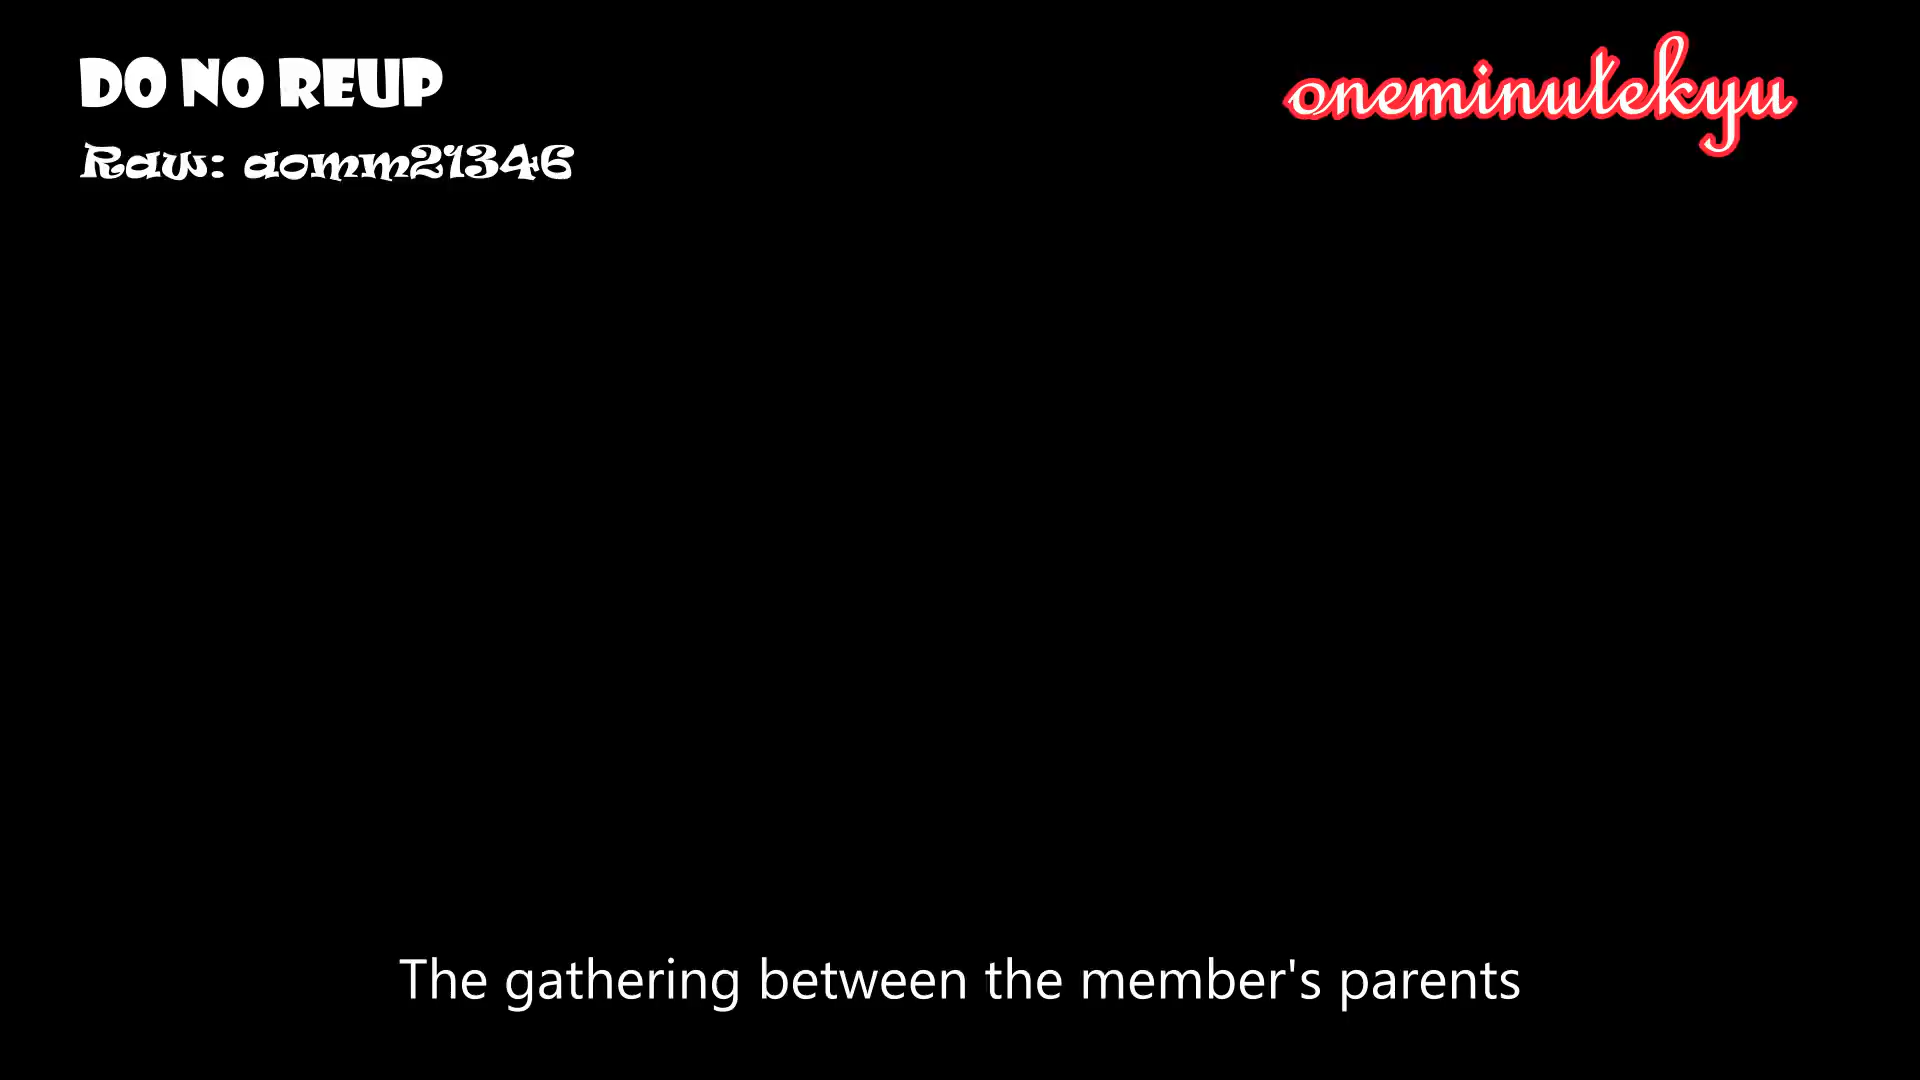 DO NO REUP
oneminutekyu
Raw: aomm21346
The gathering between the member's parents